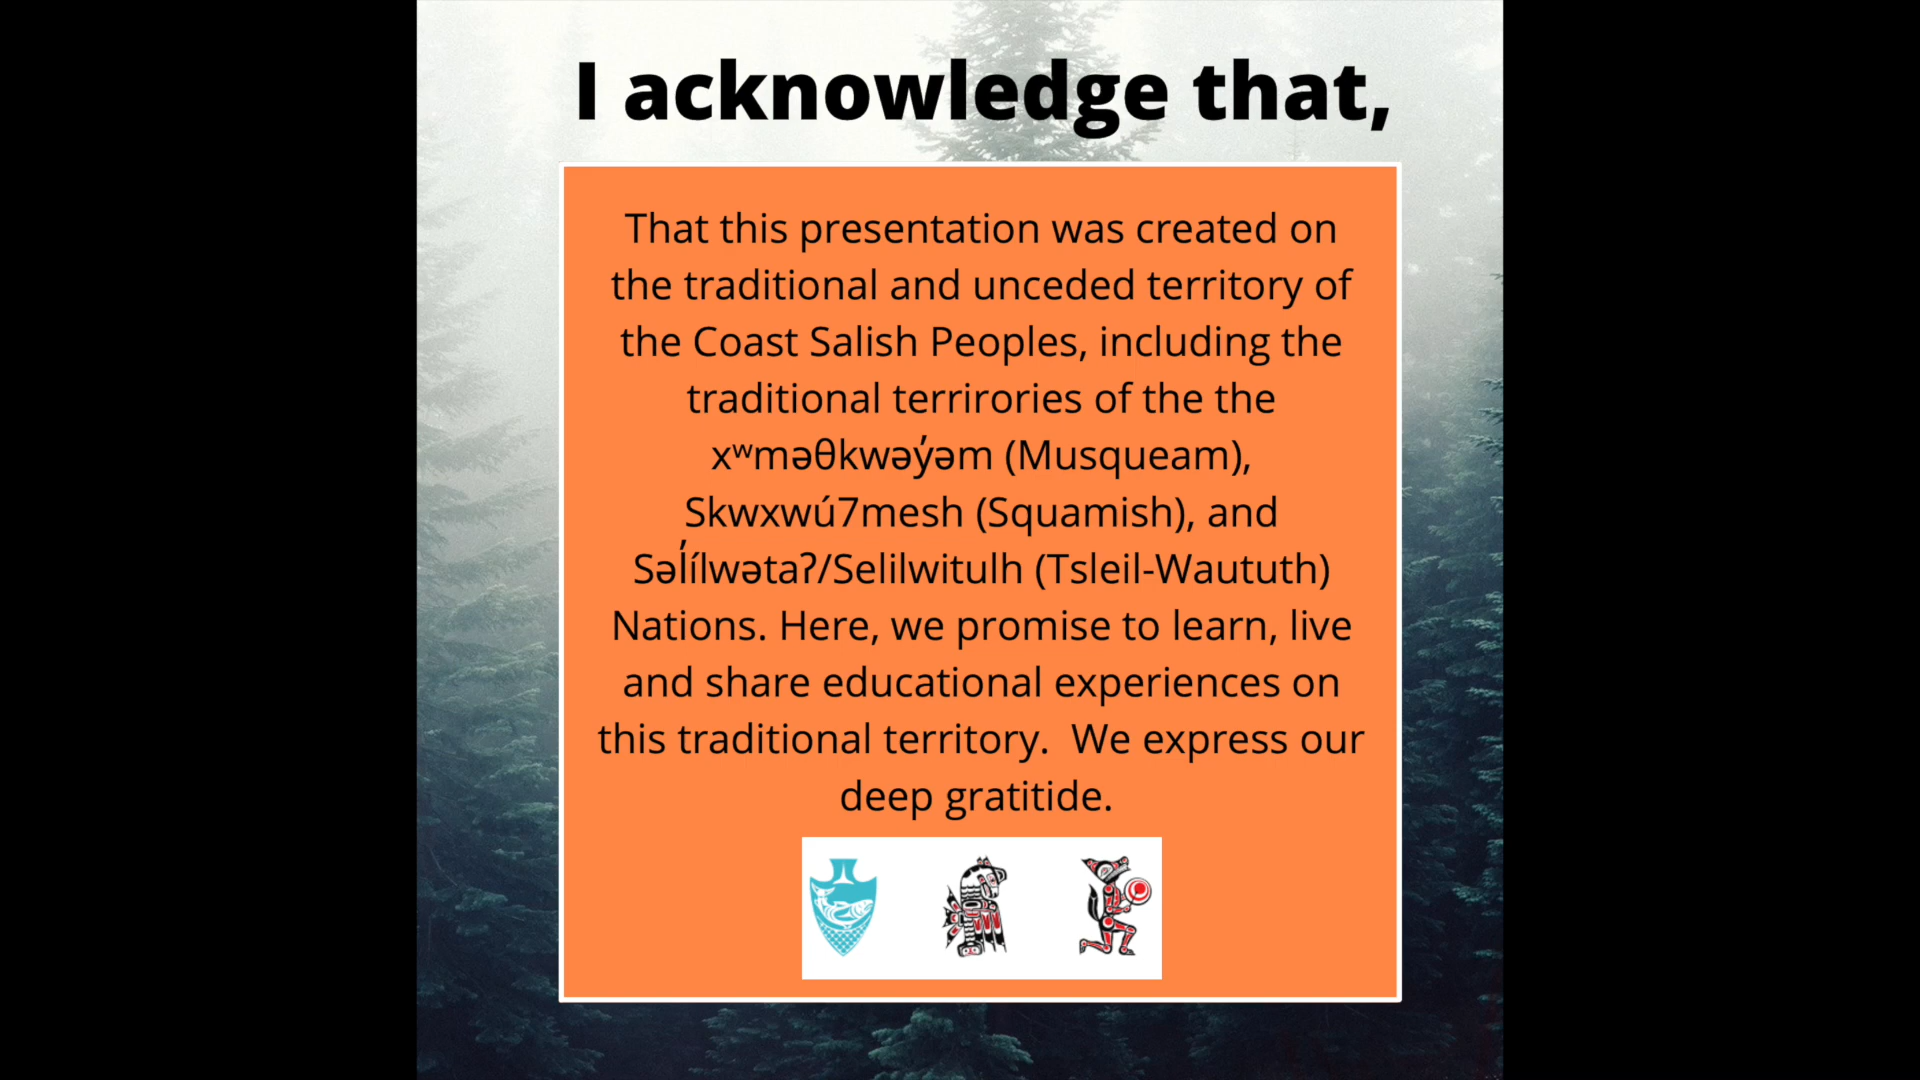 I acknowledge that,
That this presentation was created on
the traditional and unceded territory of
the Coast Salish Peoples, including the
traditional terrirories of the the
xʷməθkwəy̓əm (Musqueam),
Skwxwú7mesh (Squamish), and
Səl̓ílwətaʔ/Selilwitulh (Tsleil-Waututh)
Nations. Here, we promise to learn, live
and share educational experiences on
this traditional territory.  We express our
deep gratitide.